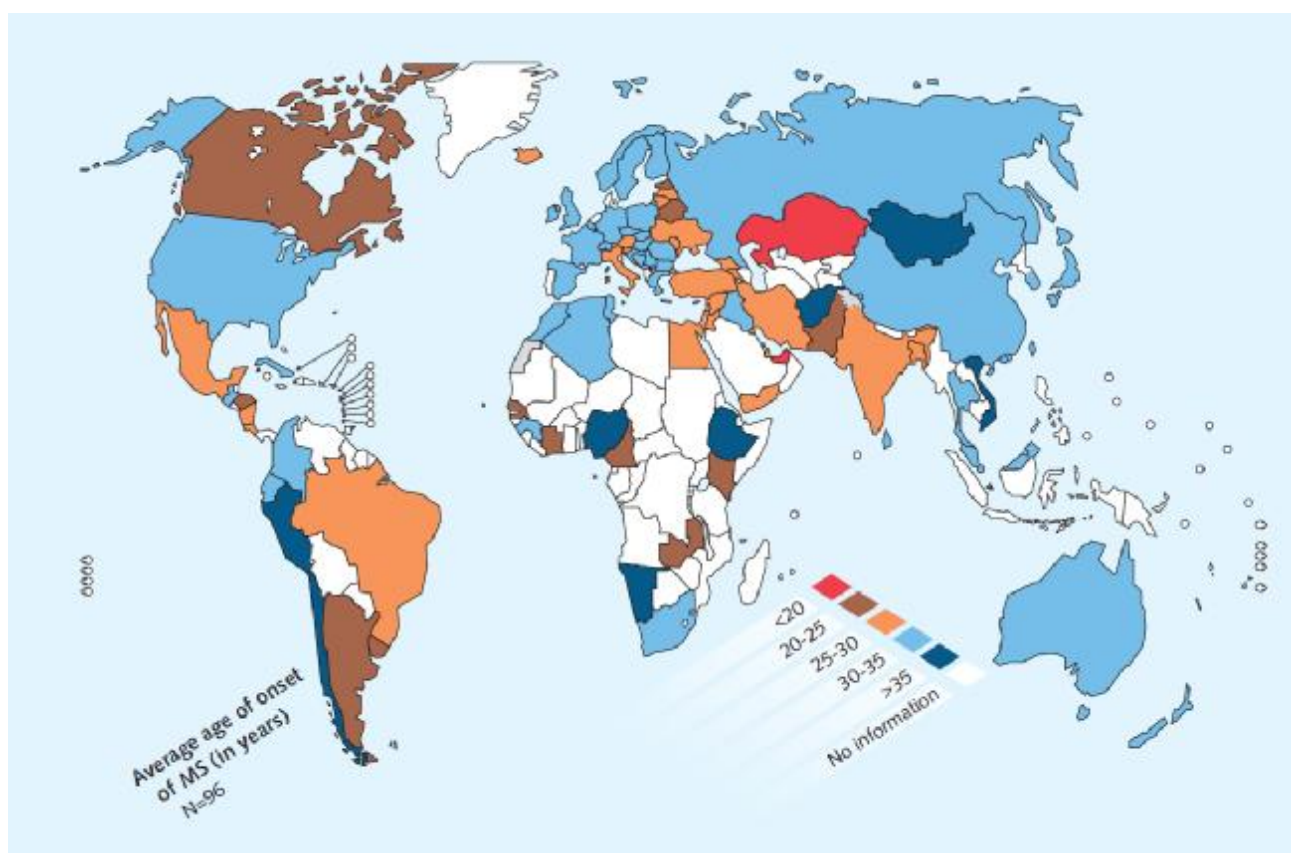 Average age of onset
of MS (in years)
N=96
<20
20-25
25-30
30-35
>35
No information